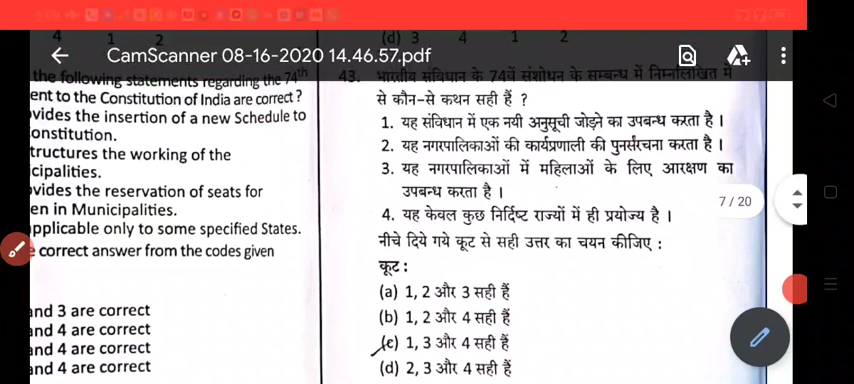 4 1 2
(d) 3 4 1 2
CamScanner 08-16-2020 14.46.57.pdf
the following statements regarding the 74th
ent to the Constitution of India are correct ?
vides the insertion of a new Schedule to
onstitution.
tructures the working of the
cipalities.
vides the reservation of seats for
en in Municipalities.
applicable only to some specified States.
correct answer from the codes given
and 3 are correct
and 4 are correct
and 4 are correct
and 4 are correct
43. भारतीय संविधान के 74वें संशोधन के सम्बन्ध में निम्नलिखित में
से कौन-से कथन सही हैं ?
1. यह संविधान में एक नयी अनुसूची जोड़ने का उपबन्ध करता है ।
2. यह नगरपालिकाओं की कार्यप्रणाली की पुनर्संरचना करता है ।
3. यह नगरपालिकाओं में महिलाओं के लिए आरक्षण का
उपबन्ध करता है ।
4. यह केवल कुछ निर्दिष्ट राज्यों में ही प्रयोज्य है ।
नीचे दिये गये कूट से सही उत्तर का चयन कीजिए :
कूट :
(a) 1, 2 और 3 सही हैं
(b) 1, 2 और 4 सही हैं
(c) 1, 3 और 4 सही हैं
(d) 2, 3 और 4 सही हैं
7 / 20